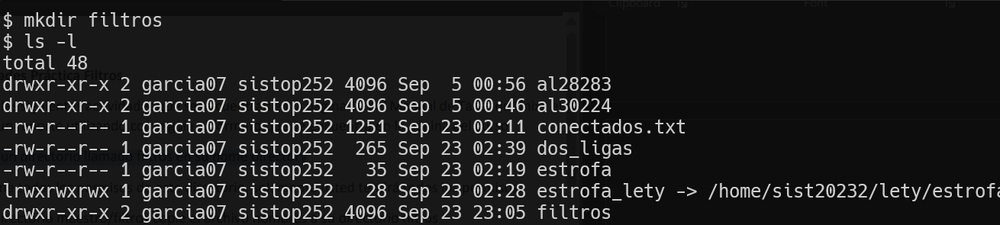 Clipboard Font
$ mkdir filtros
$ ls -l
total 48
drwxr-xr-x 2 garcia07 sistop252 4096 Sep  5 00:56 al28283
drwxr-xr-x 2 garcia07 sistop252 4096 Sep  5 00:46 al30224
-rw-r--r-- 1 garcia07 sistop252 1251 Sep 23 02:11 conectados.txt
-rw-r--r-- 1 garcia07 sistop252  265 Sep 23 02:39 dos_ligas
-rw-r--r-- 1 garcia07 sistop252   35 Sep 23 02:19 estrofa
lrwxrwxrwx 1 garcia07 sistop252   28 Sep 23 02:28 estrofa_lety -> /home/sist20232/lety/estrofa
drwxr-xr-x 2 garcia07 sistop252 4096 Sep 23 23:05 filtros